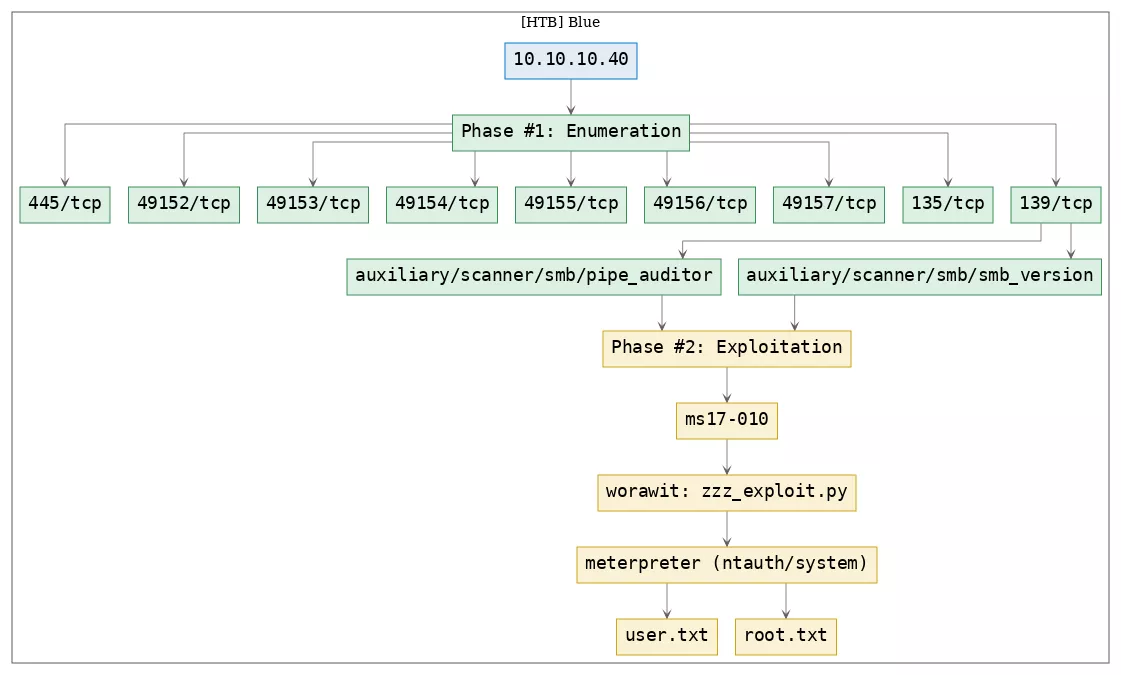 [HTB] Blue
10.10.10.40
Phase #1: Enumeration
445/tcp
49152/tcp
49153/tcp
49154/tcp
49155/tcp
49156/tcp
49157/tcp
135/tcp
139/tcp
auxiliary/scanner/smb/pipe_auditor
auxiliary/scanner/smb/smb_version
Phase #2: Exploitation
ms17-010
worawit: zzz_exploit.py
meterpreter (ntauth/system)
user.txt
root.txt